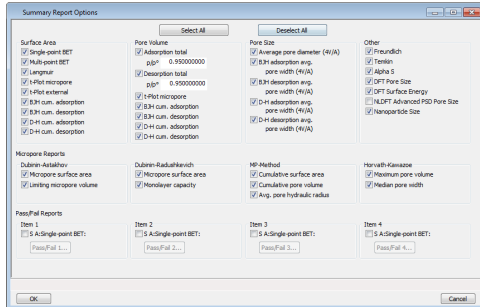 Summary Report Options
Select All
Deselect All
Surface Area
Single-point BET
Multi-point BET
Langmuir
t-Plot micropore
t-Plot external
BJH cum. adsorption
BJH cum. desorption
D-H cum. adsorption
D-H cum. desorption
Pore Volume
Adsorption total
p/p° 0.950000000
Desorption total
p/p° 0.950000000
t-Plot micropore
BJH cum. adsorption
BJH cum. desorption
D-H cum. adsorption
D-H cum. desorption
Pore Size
Average pore diameter (4V/A)
BJH adsorption avg.
pore width (4V/A)
BJH desorption avg.
pore width (4V/A)
D-H adsorption avg.
pore width (4V/A)
D-H desorption avg.
pore width (4V/A)
Other
Freundlich
Temkin
Alpha S
DFT Pore Size
DFT Surface Energy
NLDFT Advanced PSD Pore Size
Nanoparticle Size
Micropore Reports
Dubinin-Astakhov
Micropore surface area
Limiting micropore volume
Dubinin-Radushkevich
Micropore surface area
Monolayer capacity
MP-Method
Cumulative surface area
Cumulative pore volume
Avg. pore hydraulic radius
Horvath-Kawazoe
Maximum pore volume
Median pore width
Pass/Fail Reports
Item 1
S A:Single-point BET:
Pass/Fail 1...
Item 2
S A:Single-point BET:
Pass/Fail 2...
Item 3
S A:Single-point BET:
Pass/Fail 3...
Item 4
S A:Single-point BET:
Pass/Fail 4...
OK
Cancel